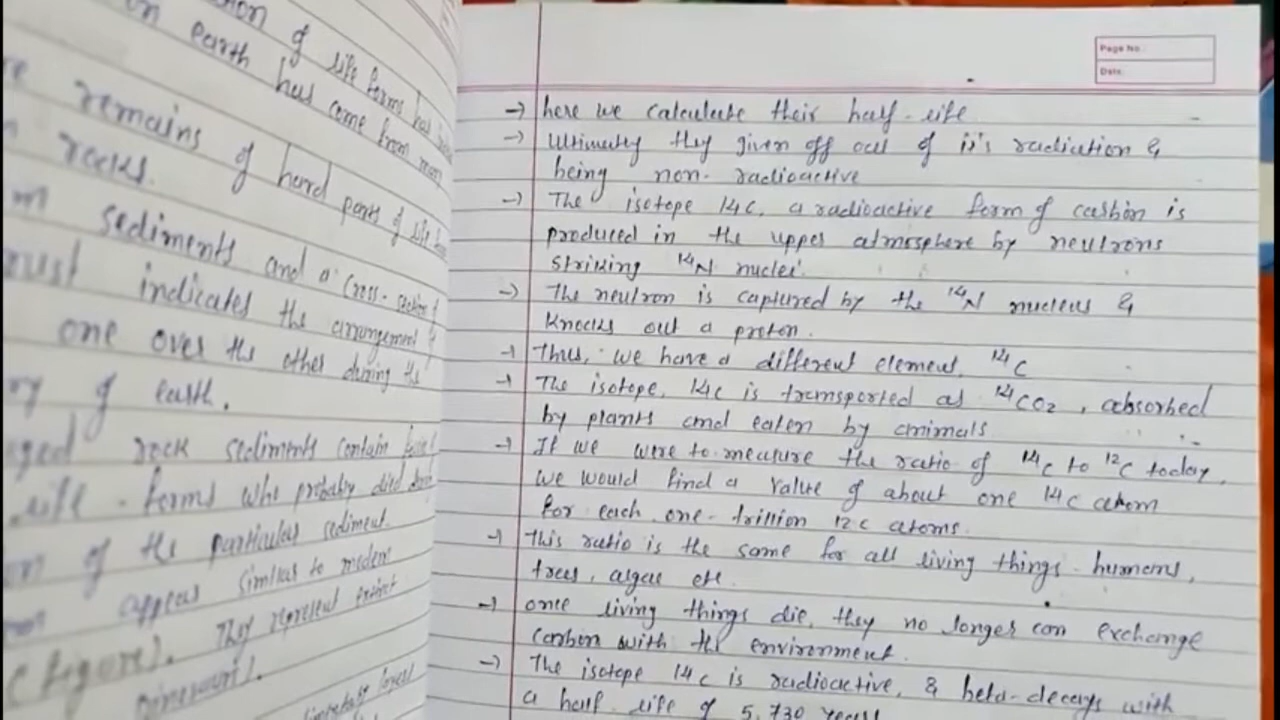 of life forms has
earth has come from
remains of hard parts of life
rocks.
sediments and a cross-section of
indicates the arrangement of
one over the other during the
of earth.
rock sediments contain
life-forms who probably died
of the particular sediment.
appear similar to modern
(figure). They represent extinct
Page No.:
Date:
→ here we calculate their half-life
→ Ultimately they given off out of it's radiation &
being non-radioactive
→ The isotope 14C, a radioactive form of carbon is
produced in the upper atmosphere by neutrons
striking ¹⁴N nuclei.
→ The neutron is captured by the ¹⁴N nucleus &
knocks out a proton.
→ Thus, we have a different element, ¹⁴C
→ The isotope, 14C is transported as ¹⁴CO₂, absorbed
by plants and eaten by animals
→ If we were to measure the ratio of ¹⁴C to ¹²C today,
we would find a value of about one 14C atom
for each one-trillion 12C atoms.
→ This ratio is the same for all living things - humans,
trees, algae etc.
→ once living things die, they no longer can exchange
Carbon with the environment.
→ The isotope 14C is radioactive, & beta-decays with
a half-life of 5,730 years